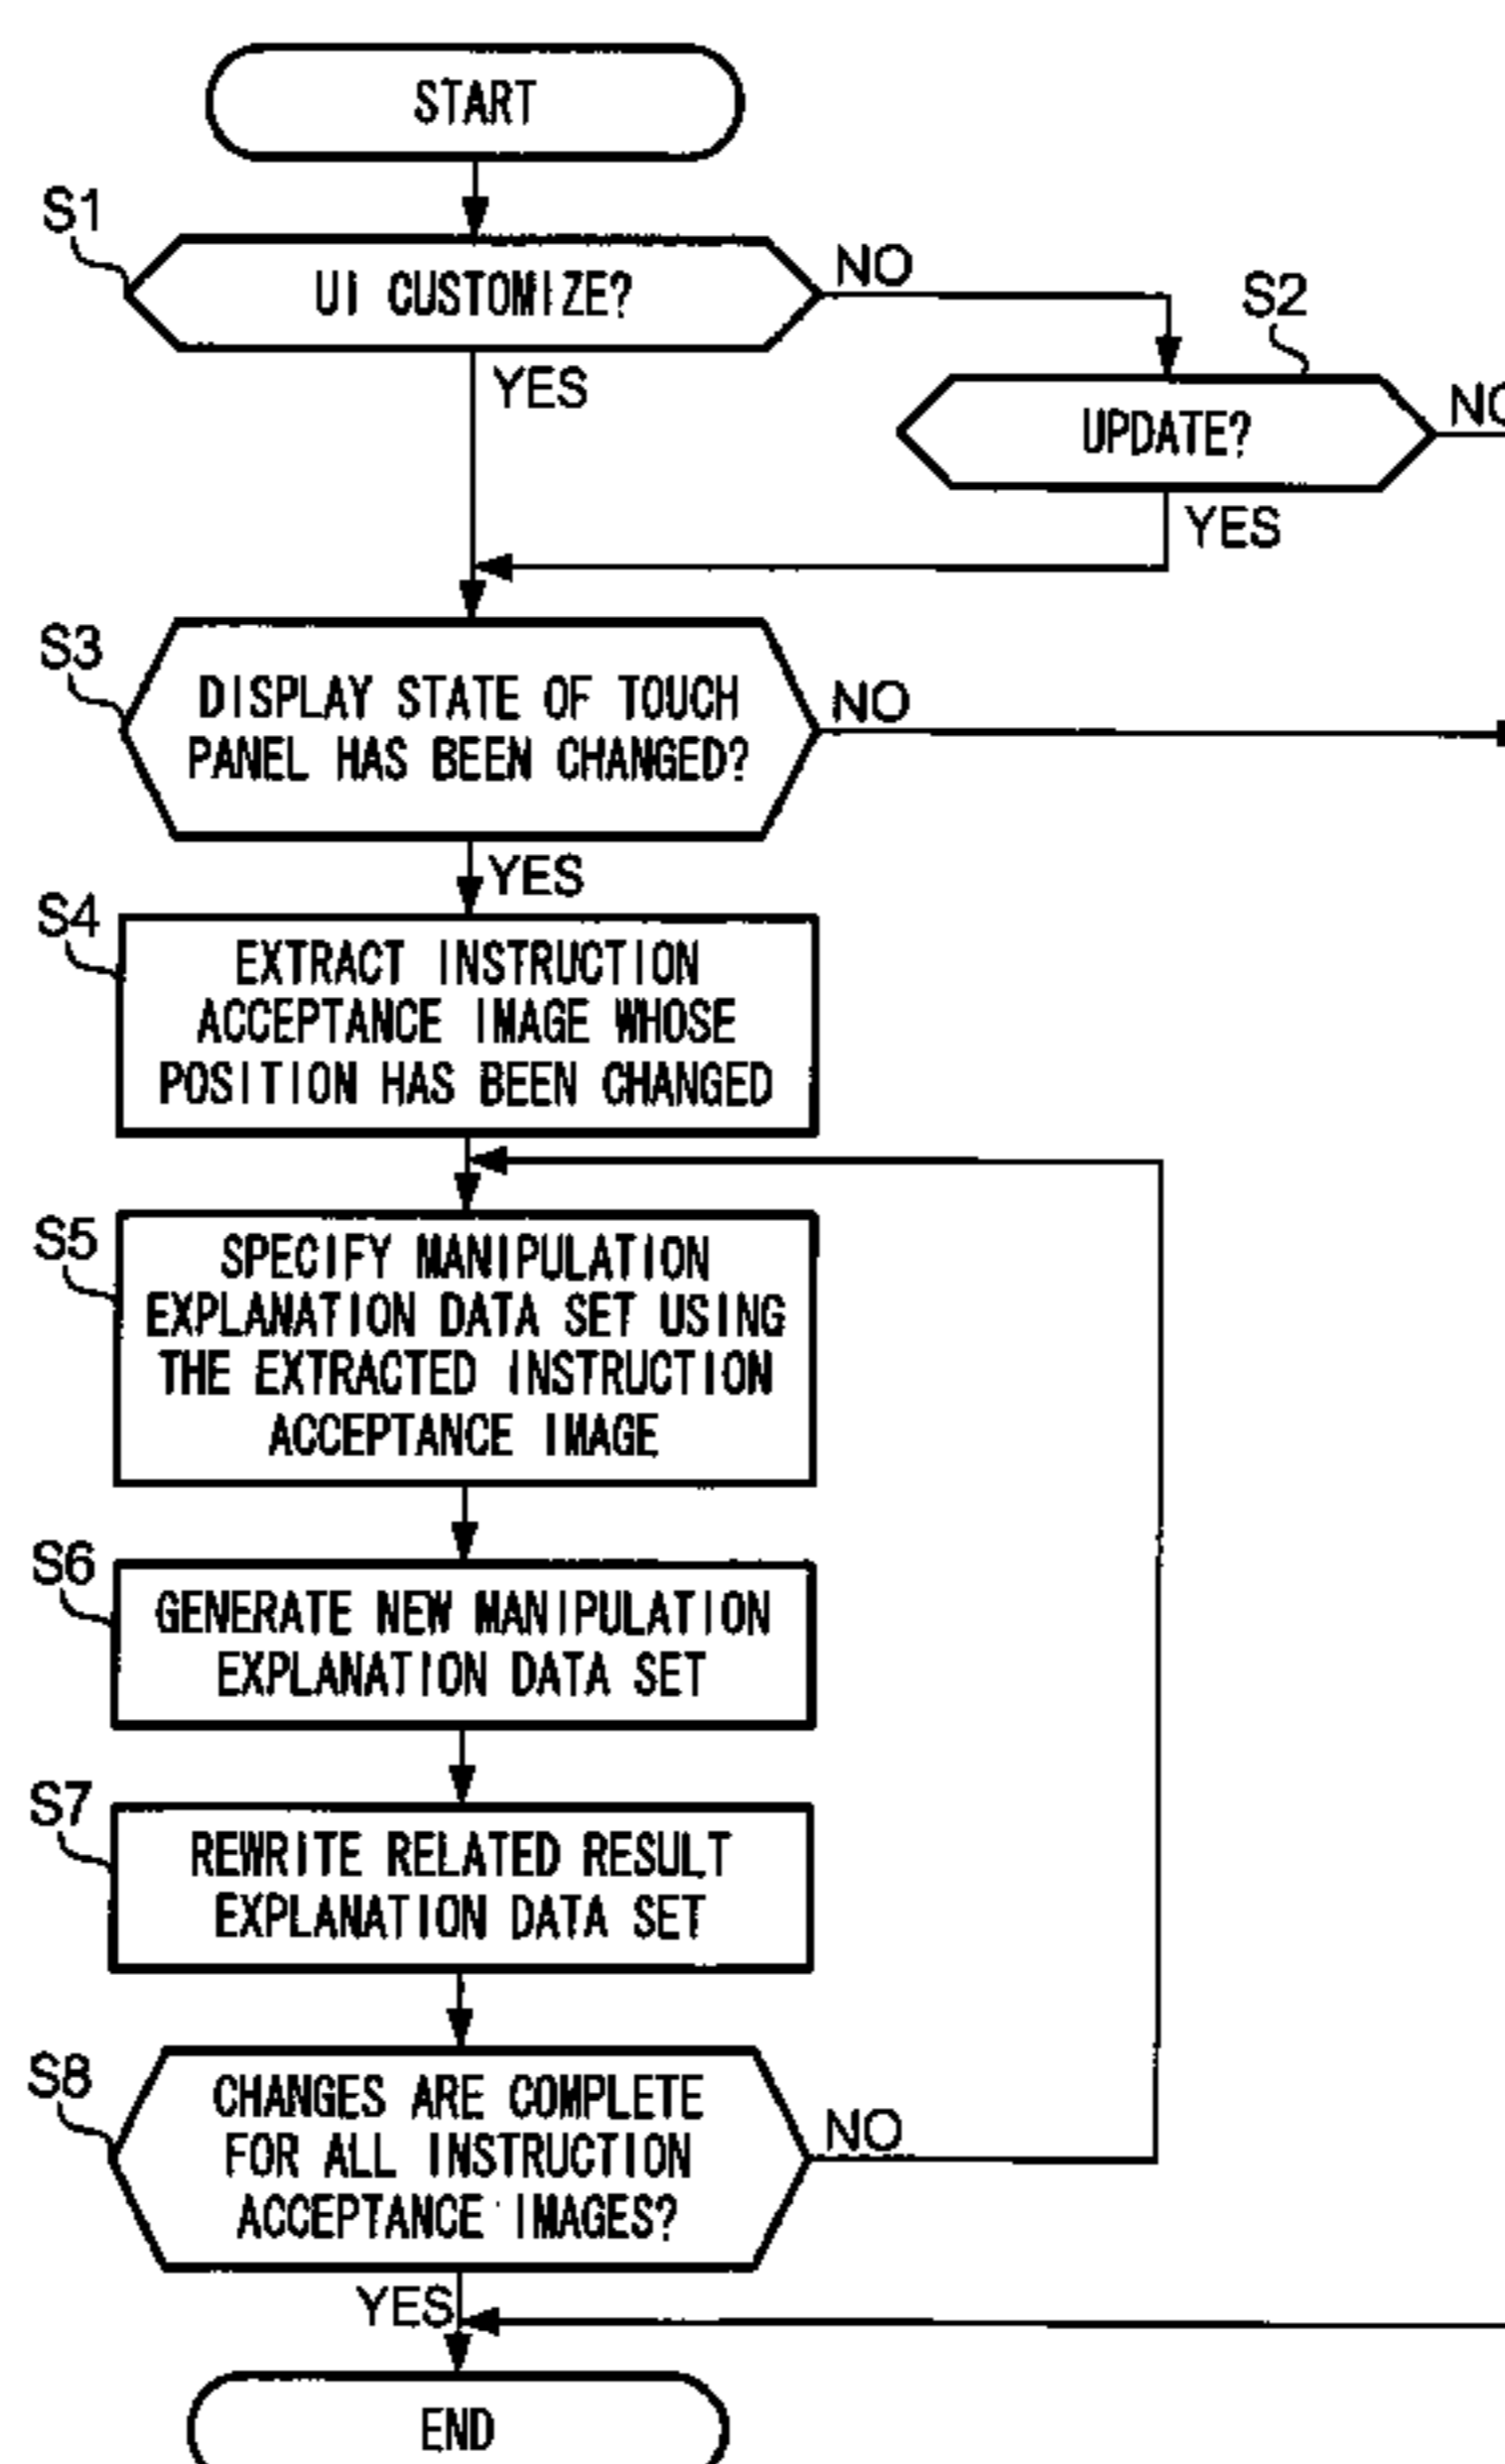 START
S1
UI CUSTOMIZE?
NO
S2
YES
UPDATE?
NO
YES
S3
DISPLAY STATE OF TOUCH
PANEL HAS BEEN CHANGED?
NO
YES
S4
EXTRACT INSTRUCTION
ACCEPTANCE IMAGE WHOSE
POSITION HAS BEEN CHANGED
S5
SPECIFY MANIPULATION
EXPLANATION DATA SET USING
THE EXTRACTED INSTRUCTION
ACCEPTANCE IMAGE
S6
GENERATE NEW MANIPULATION
EXPLANATION DATA SET
S7
REWRITE RELATED RESULT
EXPLANATION DATA SET
S8
CHANGES ARE COMPLETE
FOR ALL INSTRUCTION
ACCEPTANCE IMAGES?
NO
YES
END